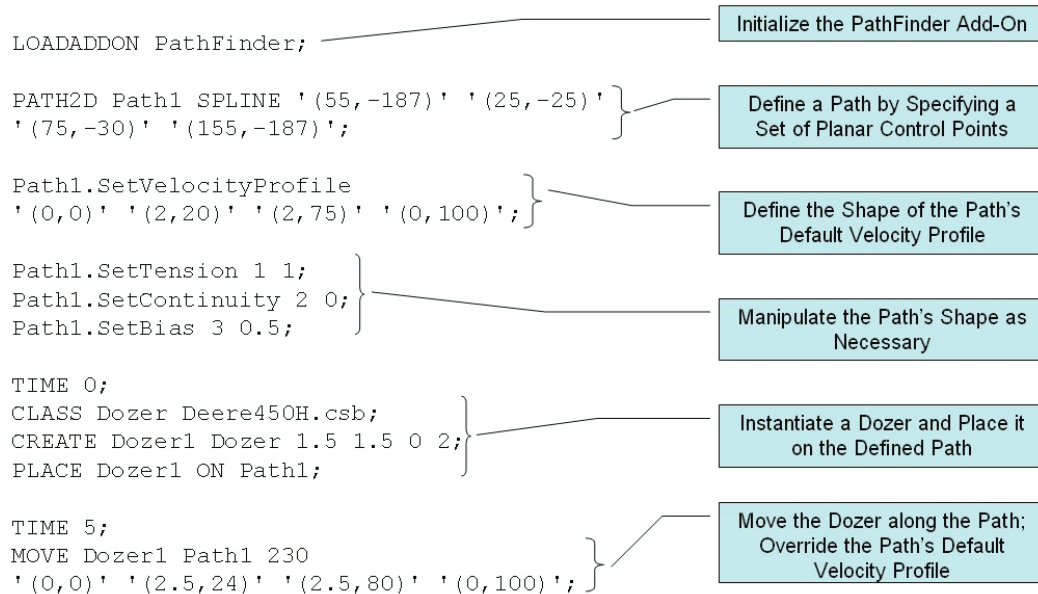 LOADADDON PathFinder;
Initialize the PathFinder Add-On
PATH2D Path1 SPLINE '(55,-187)' '(25,-25)'
'(75,-30)' '(155,-187)';
Define a Path by Specifying a
Set of Planar Control Points
Path1.SetVelocityProfile
'(0,0)' '(2,20)' '(2,75)' '(0,100)';
Define the Shape of the Path's
Default Velocity Profile
Path1.SetTension 1 1;
Path1.SetContinuity 2 0;
Path1.SetBias 3 0.5;
Manipulate the Path's Shape as
Necessary
TIME 0;
CLASS Dozer Deere450H.csb;
CREATE Dozer1 Dozer 1.5 1.5 0 2;
PLACE Dozer1 ON Path1;
Instantiate a Dozer and Place it
on the Defined Path
TIME 5;
MOVE Dozer1 Path1 230
'(0,0)' '(2.5,24)' '(2.5,80)' '(0,100)';
Move the Dozer along the Path;
Override the Path's Default
Velocity Profile